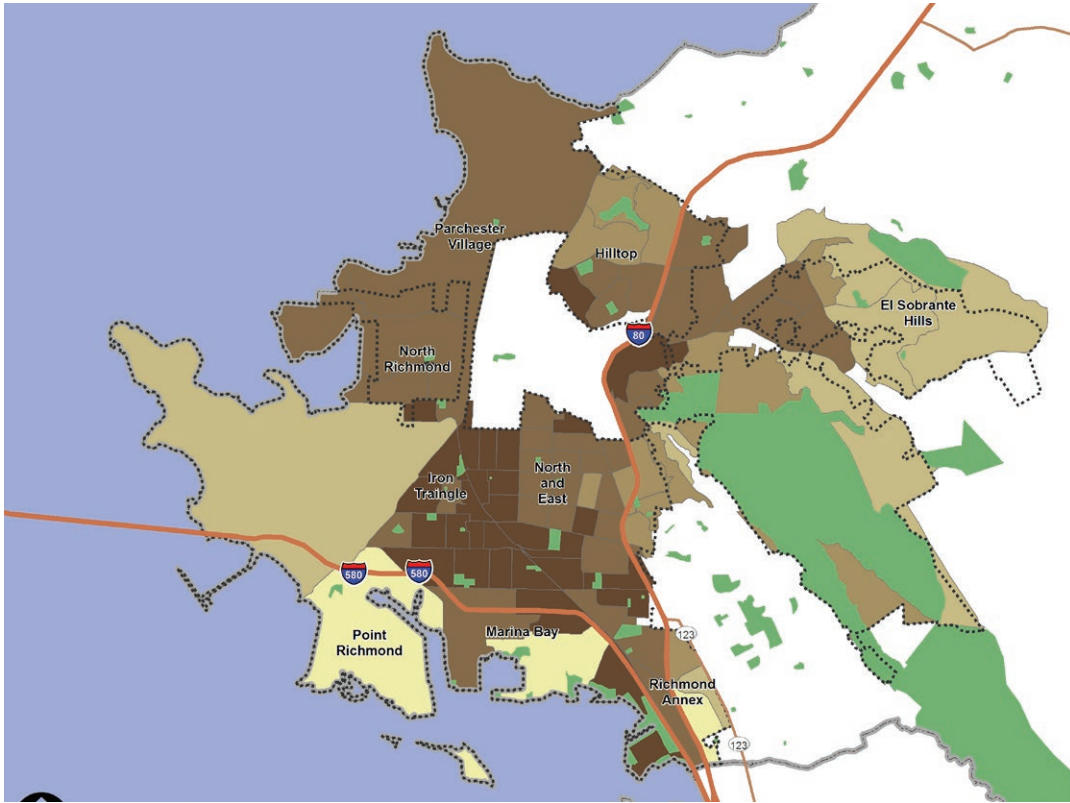 Parchester
Village
Hilltop
El Sobrante
Hills
80
North
Richmond
Iron
Traingle
North
and
East
580
580
Point
Richmond
Marina Bay
123
Richmond
Annex
123